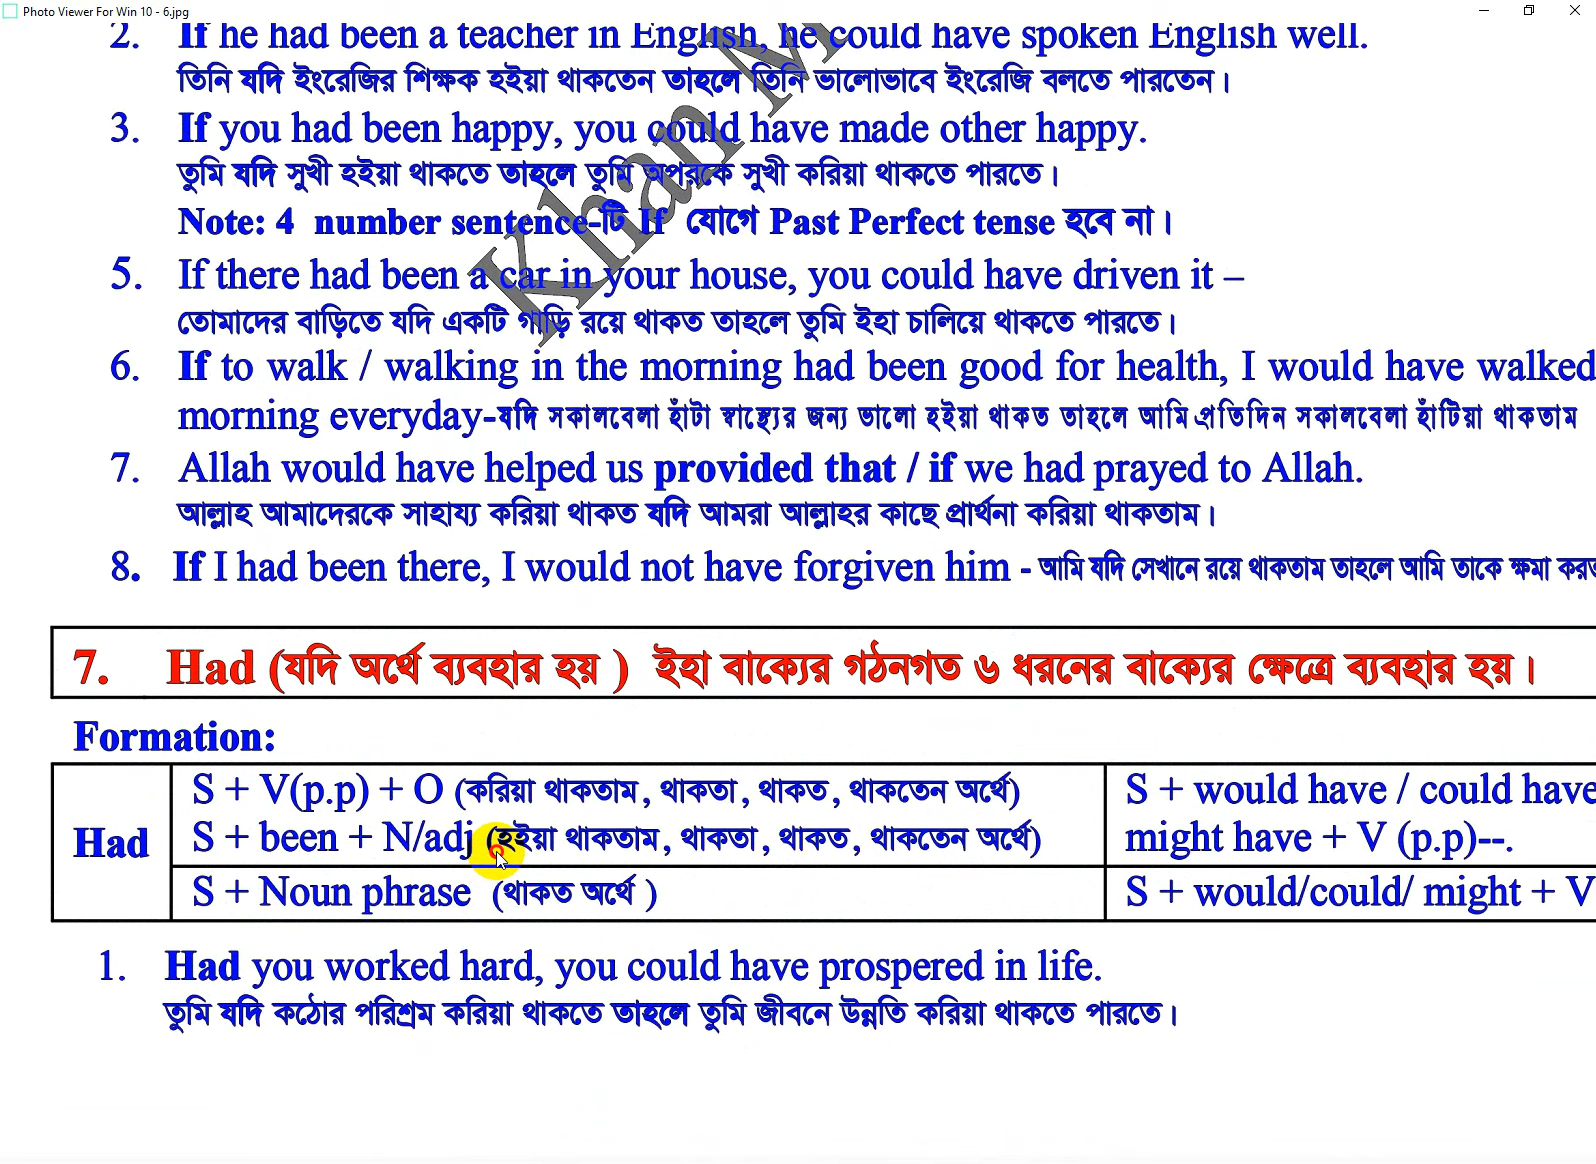 Photo Viewer For Win 10 - 6.jpg
2. If he had been a teacher in English, he could have spoken English well.
তিনি যদি ইংরেজির শিক্ষক হইয়া থাকতেন তাহলে তিনি ভালোভাবে ইংরেজি বলতে পারতেন।
3. If you had been happy, you could have made other happy.
তুমি যদি সুখী হইয়া থাকতে তাহলে তুমি অপরকে সুখী করিয়া থাকতে পারতে।
Note: 4 number sentence-টি If যোগে Past Perfect tense হবে না।
5. If there had been a car in your house, you could have driven it –
তোমাদের বাড়িতে যদি একটি গাড়ি রয়ে থাকত তাহলে তুমি ইহা চালিয়ে থাকতে পারতে।
6. If to walk / walking in the morning had been good for health, I would have walked
morning everyday-যদি সকালবেলা হাঁটা স্বাস্থ্যের জন্য ভালো হইয়া থাকত তাহলে আমি প্রতিদিন সকালবেলা হাঁটিয়া থাকতাম
7. Allah would have helped us provided that / if we had prayed to Allah.
আল্লাহ আমাদেরকে সাহায্য করিয়া থাকত যদি আমরা আল্লাহর কাছে প্রার্থনা করিয়া থাকতাম।
8. If I had been there, I would not have forgiven him - আমি যদি সেখানে রয়ে থাকতাম তাহলে আমি তাকে ক্ষমা
7. Had (যদি অর্থে ব্যবহার হয় ) ইহা বাক্যের গঠনগত ৬ ধরনের বাক্যের ক্ষেত্রে ব্যবহার হয়।
Formation:
Had
S + V(p.p) + O (করিয়া থাকতাম, থাকতা, থাকত, থাকতেন অর্থে)
S + been + N/adj (হইয়া থাকতাম, থাকতা, থাকত, থাকতেন অর্থে)
S + would have / could have
might have + V (p.p)--.
S + Noun phrase (থাকত অর্থে )
S + would/could/ might + V
1. Had you worked hard, you could have prospered in life.
তুমি যদি কঠোর পরিশ্রম করিয়া থাকতে তাহলে তুমি জীবনে উন্নতি করিয়া থাকতে পারতে।
Khan M